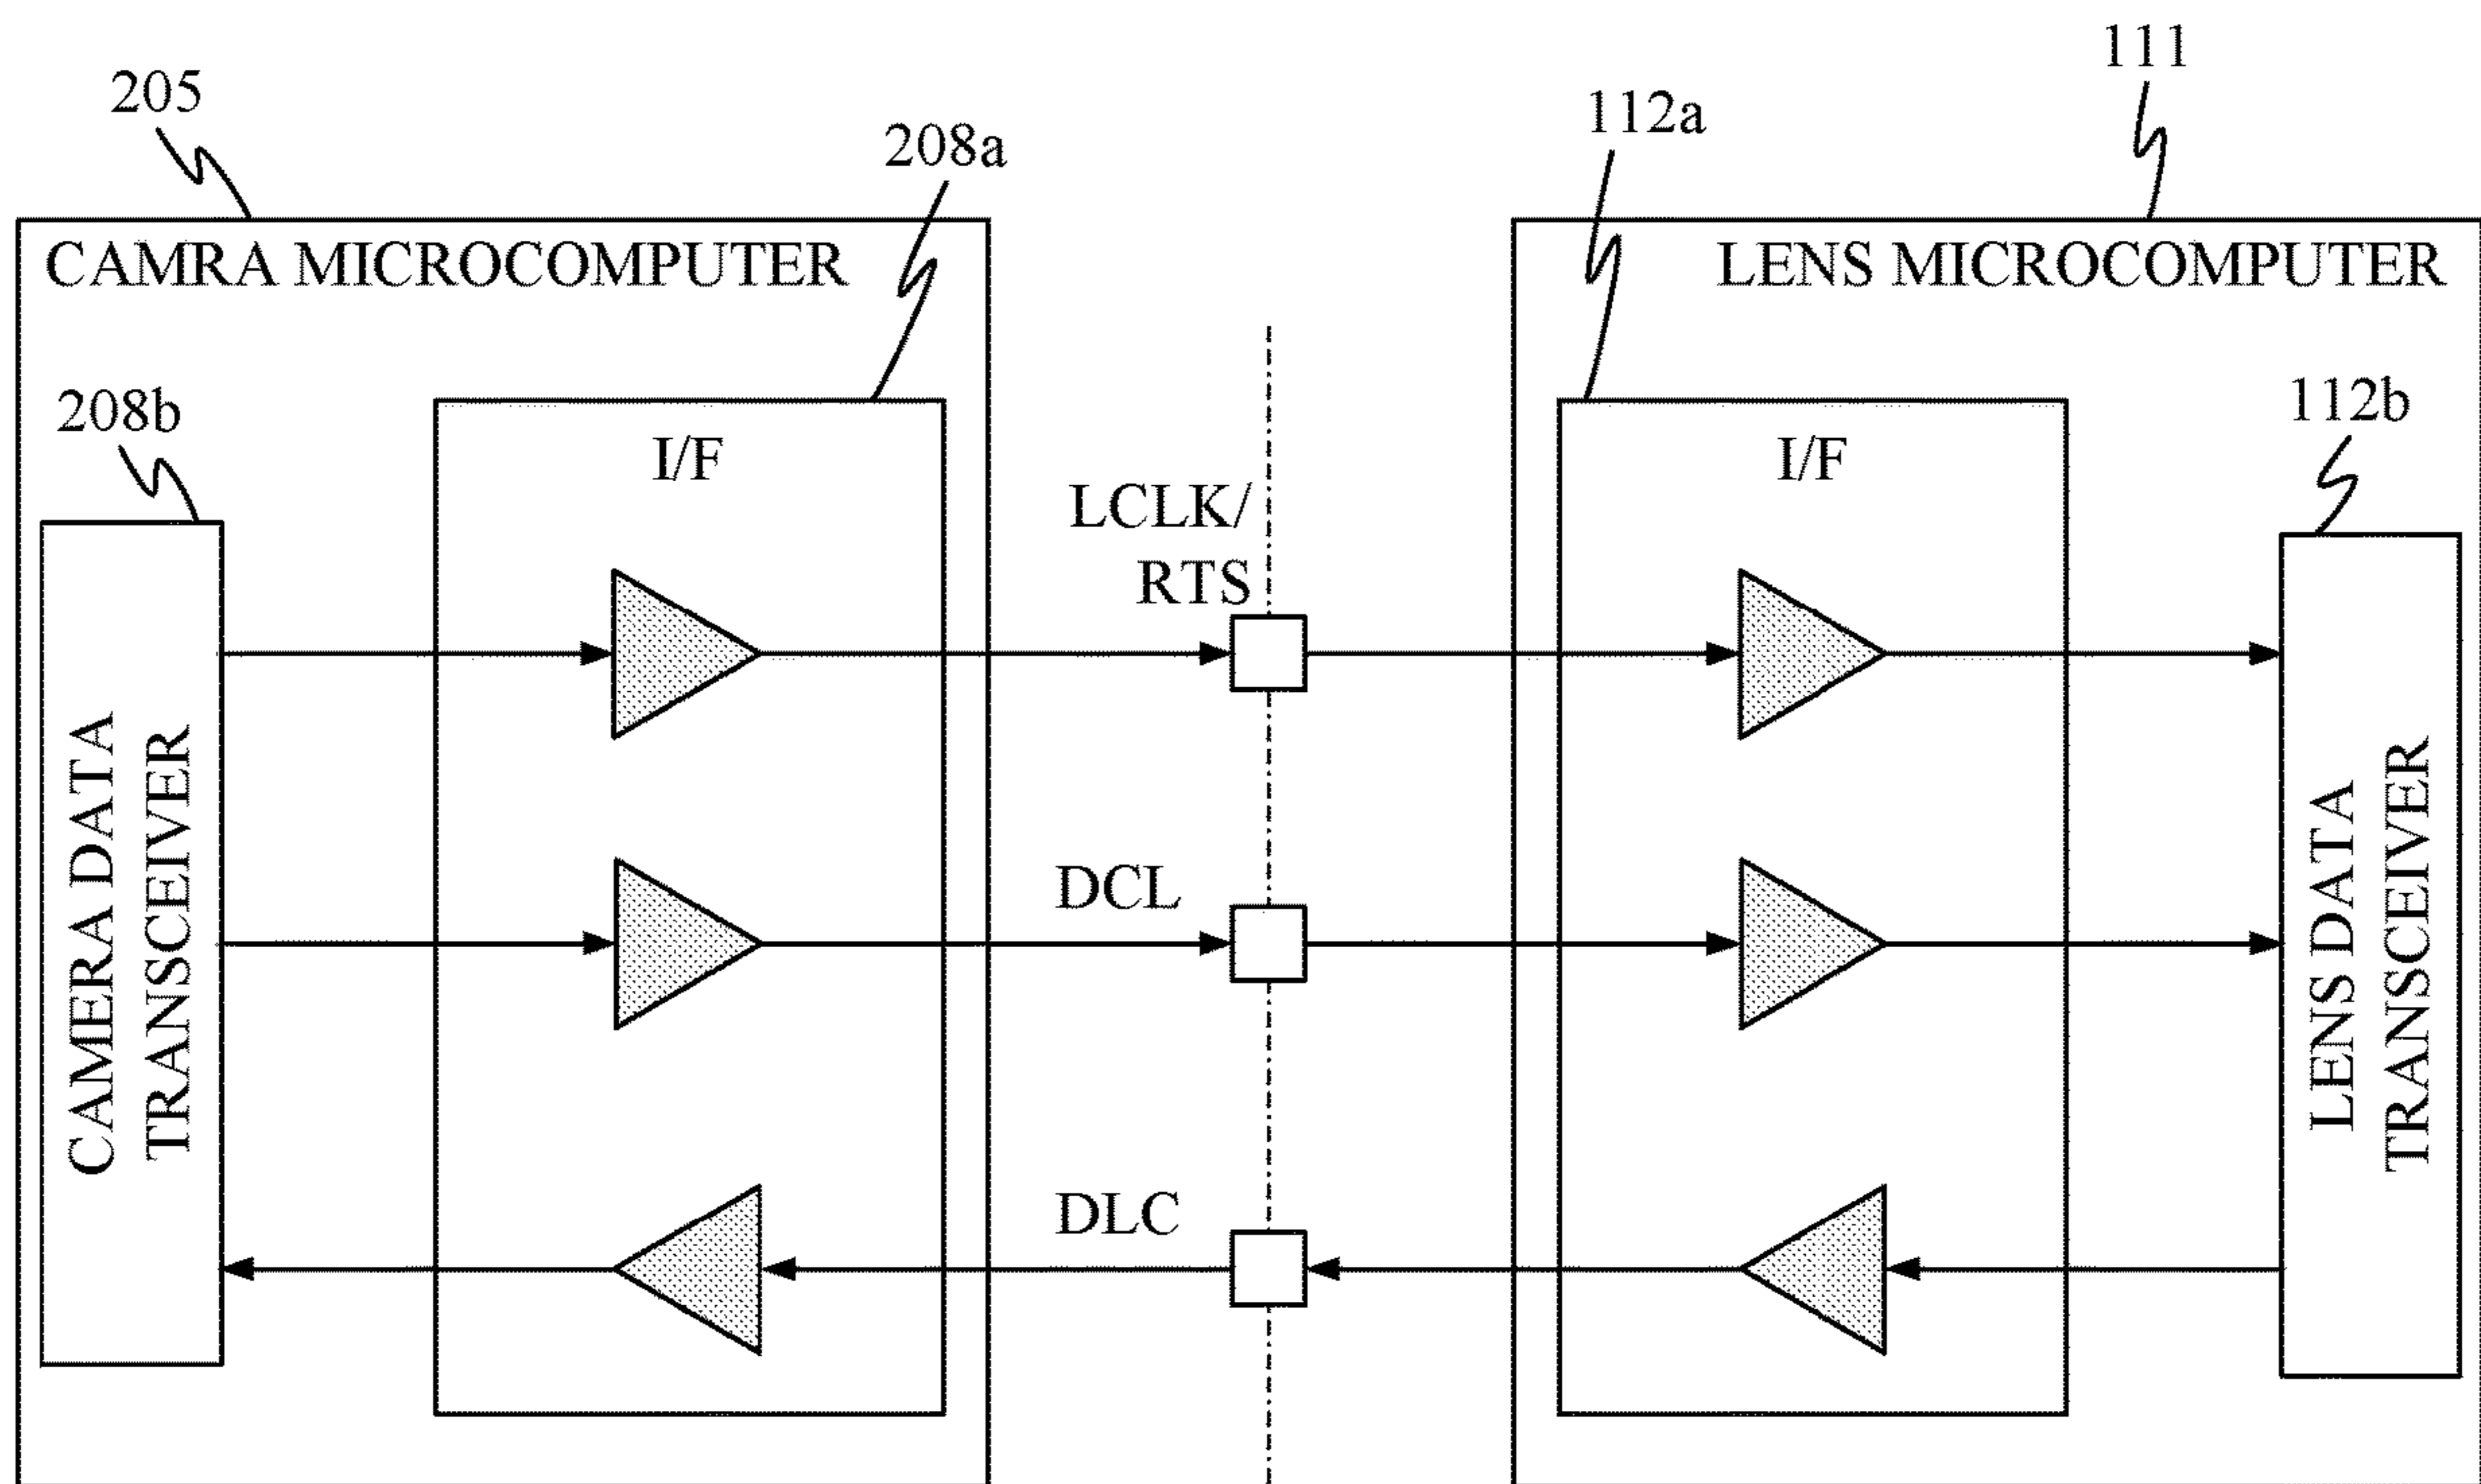 205
208a
112a
111
CAMRA MICROCOMPUTER
LENS MICROCOMPUTER
208b
I/F
I/F
112b
LCLK/
RTS
CAMERA DATA
TRANSCEIVER
DCL
LENS DATA
TRANSCEIVER
DLC